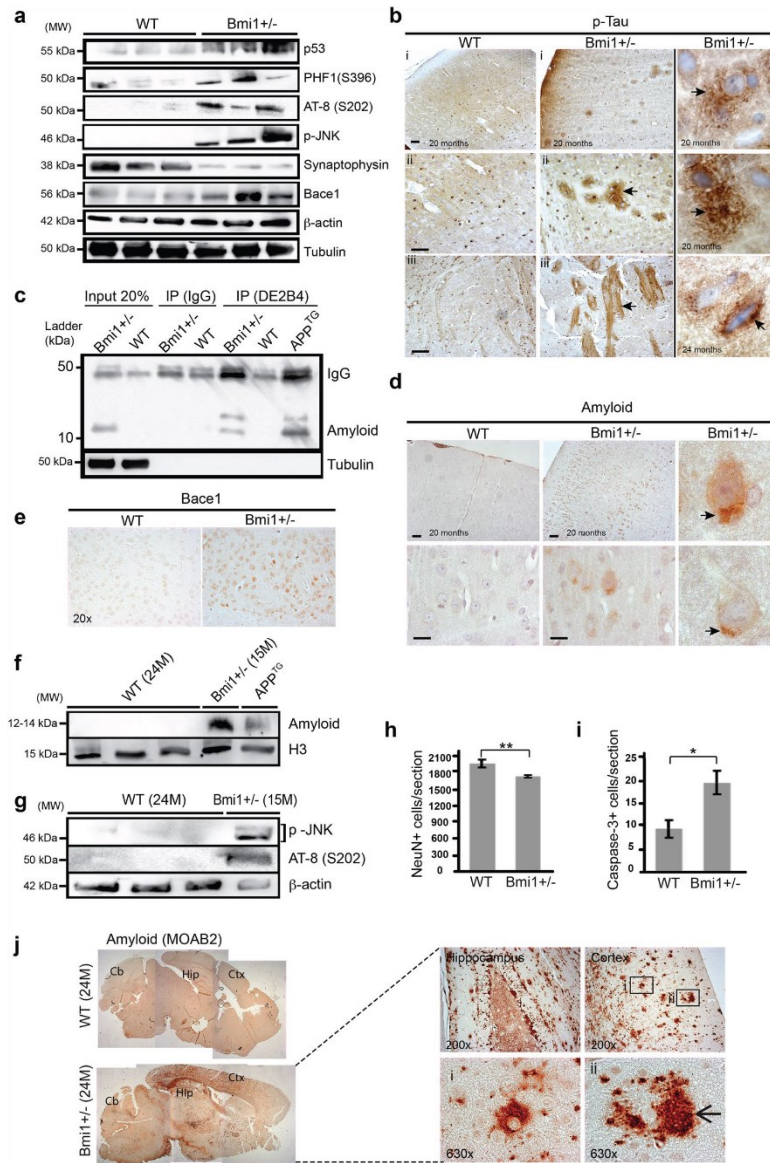 a
(MW) WT Bmi1+/-
55 kDa p53
50 kDa PHF1(S396)
50 kDa AT-8 (S202)
46 kDa p-JNK
38 kDa Synaptophysin
56 kDa Bace1
42 kDa β-actin
50 kDa Tubulin
b
p-Tau
WT Bmi1+/- Bmi1+/-
i i
20 months 20 months
ii ii
20 months
iii iii
24 months
c
Input 20% IP (IgG) IP (DE2B4)
Ladder (kDa) Bmi1+/- WT Bmi1+/- WT Bmi1+/- WT APP^TG
50 IgG
10 Amyloid
50 kDa Tubulin
d
Amyloid
WT Bmi1+/- Bmi1+/-
20 months 20 months
e
Bace1
WT Bmi1+/-
20x
f
(MW) WT (24M) Bmi1+/- (15M) APP^TG
12-14 kDa Amyloid
15 kDa H3
g
(MW) WT (24M) Bmi1+/- (15M)
46 kDa p -JNK
50 kDa AT-8 (S202)
42 kDa β-actin
h
NeuN+ cells/section
2100
1800
1500
1200
900
600
300
0
**
WT Bmi1+/-
i
Caspase-3+ cells/section
25
20
15
10
5
0
*
WT Bmi1+/-
j
Amyloid (MOAB2)
WT (24M)
Cb Hip Ctx
Bmi1+/- (24M)
Cb Hip Ctx
Hippocampus Cortex
i ii
200x 200x
i ii
630x 630x